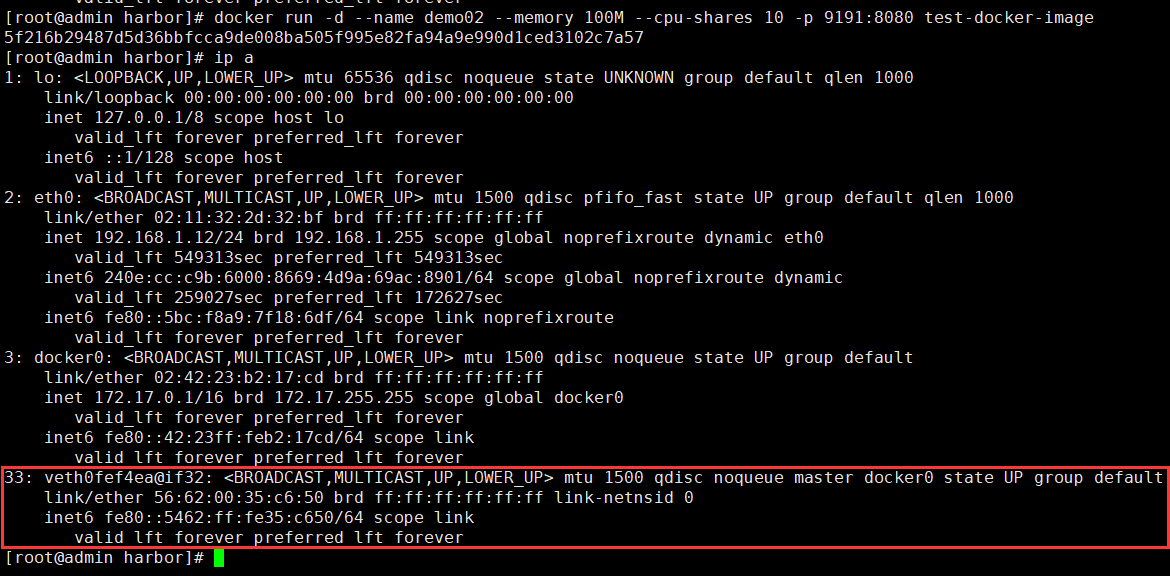 [root@admin harbor]# docker run -d --name demo02 --memory 100M --cpu-shares 10 -p 9191:8080 test-docker-image
5f216b29487d5d36bbfcca9de008ba505f995e82fa94a9e990d1ced3102c7a57
[root@admin harbor]# ip a
1: lo: <LOOPBACK,UP,LOWER_UP> mtu 65536 qdisc noqueue state UNKNOWN group default qlen 1000
    link/loopback 00:00:00:00:00:00 brd 00:00:00:00:00:00
    inet 127.0.0.1/8 scope host lo
       valid_lft forever preferred_lft forever
    inet6 ::1/128 scope host
       valid_lft forever preferred_lft forever
2: eth0: <BROADCAST,MULTICAST,UP,LOWER_UP> mtu 1500 qdisc pfifo_fast state UP group default qlen 1000
    link/ether 02:11:32:2d:32:bf brd ff:ff:ff:ff:ff:ff
    inet 192.168.1.12/24 brd 192.168.1.255 scope global noprefixroute dynamic eth0
       valid_lft 549313sec preferred_lft 549313sec
    inet6 240e:cc:c9b:6000:8669:4d9a:69ac:8901/64 scope global noprefixroute dynamic
       valid_lft 259027sec preferred_lft 172627sec
    inet6 fe80::5bc:f8a9:7f18:6df/64 scope link noprefixroute
       valid_lft forever preferred_lft forever
3: docker0: <BROADCAST,MULTICAST,UP,LOWER_UP> mtu 1500 qdisc noqueue state UP group default
    link/ether 02:42:23:b2:17:cd brd ff:ff:ff:ff:ff:ff
    inet 172.17.0.1/16 brd 172.17.255.255 scope global docker0
       valid_lft forever preferred_lft forever
    inet6 fe80::42:23ff:feb2:17cd/64 scope link
       valid_lft forever preferred_lft forever
33: veth0fef4ea@if32: <BROADCAST,MULTICAST,UP,LOWER_UP> mtu 1500 qdisc noqueue master docker0 state UP group default
    link/ether 56:62:00:35:c6:50 brd ff:ff:ff:ff:ff:ff link-netnsid 0
    inet6 fe80::5462:ff:fe35:c650/64 scope link
       valid_lft forever preferred_lft forever
[root@admin harbor]#